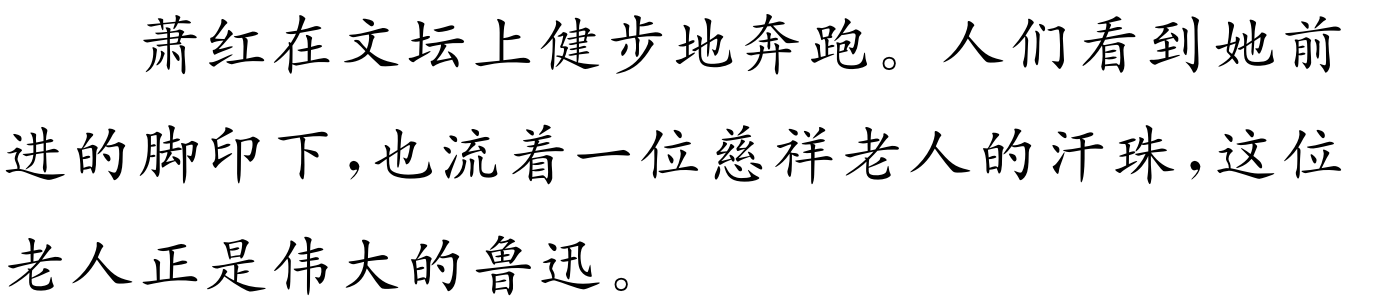 萧红在文坛上健步地奔跑。人们看到她前
进的脚印下,也流着一位慈祥老人的汗珠,这位
老人正是伟大的鲁迅。